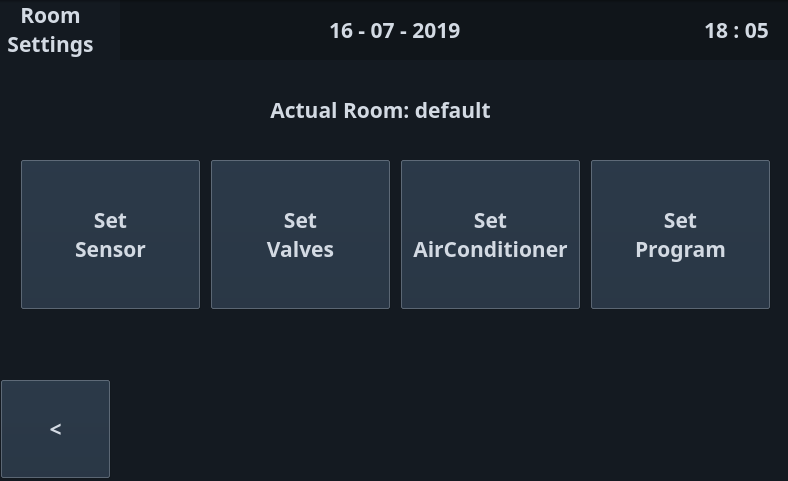 Room
Settings
16 - 07 - 2019
18 : 05
Actual Room: default
Set
Sensor
Set
Valves
Set
AirConditioner
Set
Program
<